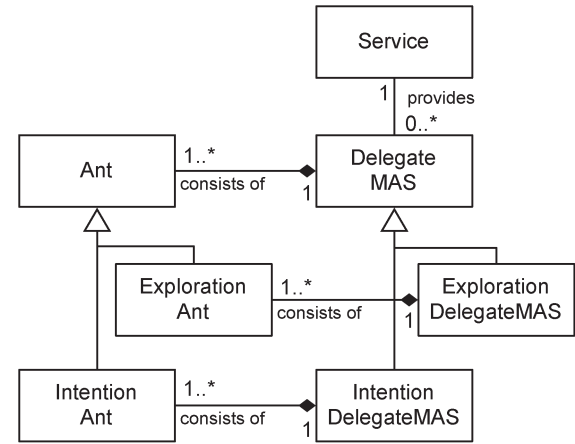 Service
1
provides
0..*
Ant
1..*
consists of
1
Delegate
MAS
Exploration
Ant
1..*
consists of
1
Exploration
DelegateMAS
Intention
Ant
1..*
consists of
1
Intention
DelegateMAS